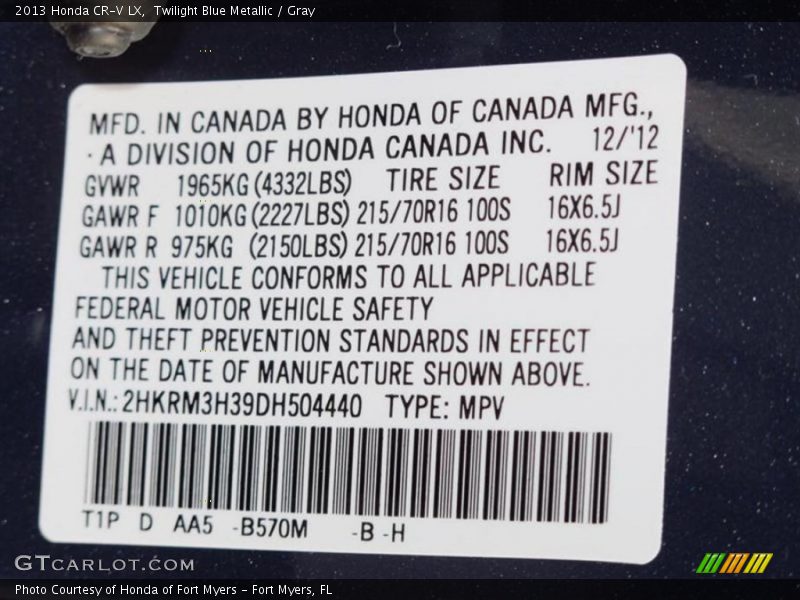 2013 Honda CR-V LX, Twilight Blue Metallic / Gray
MFD. IN CANADA BY HONDA OF CANADA MFG.,
A DIVISION OF HONDA CANADA INC. 12/'12
GVWR 1965KG (4332LBS) TIRE SIZE RIM SIZE
GAWR F 1010KG (2227LBS) 215/70R16 100S 16X6.5J
GAWR R 975KG (2150LBS) 215/70R16 100S 16X6.5J
THIS VEHICLE CONFORMS TO ALL APPLICABLE
FEDERAL MOTOR VEHICLE SAFETY
AND THEFT PREVENTION STANDARDS IN EFFECT
ON THE DATE OF MANUFACTURE SHOWN ABOVE.
V.I.N.: 2HKRM3H39DH504440 TYPE: MPV
T1P D AA5 -B570M -B -H
GTCARLOT.COM
Photo Courtesy of Honda of Fort Myers - Fort Myers, FL